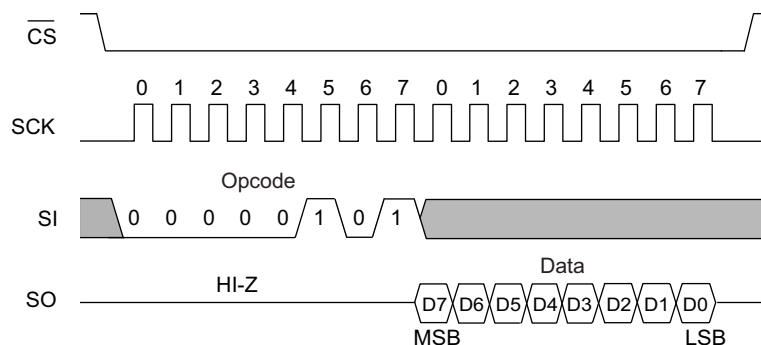 CS
0 1 2 3 4 5 6 7 0 1 2 3 4 5 6 7
SCK
Opcode
SI 0 0 0 0 0 1 0 1
Data
HI-Z
SO D7 D6 D5 D4 D3 D2 D1 D0
MSB LSB